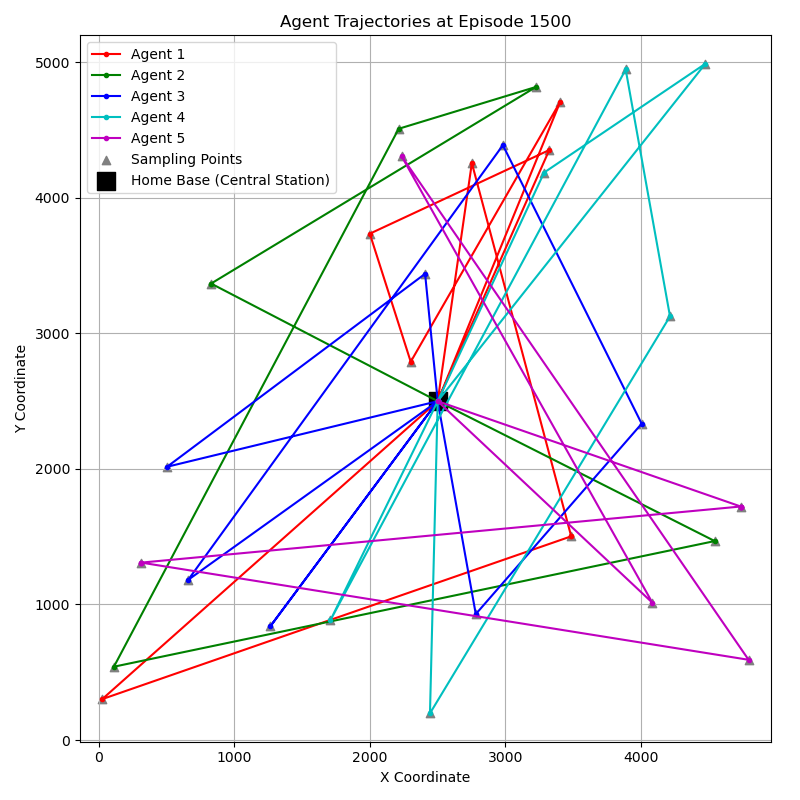 Agent Trajectories at Episode 1500
Agent 1
Agent 2
Agent 3
Agent 4
Agent 5
Sampling Points
Home Base (Central Station)
Y Coordinate
5000
4000
3000
2000
1000
0
0 1000 2000 3000 4000
X Coordinate